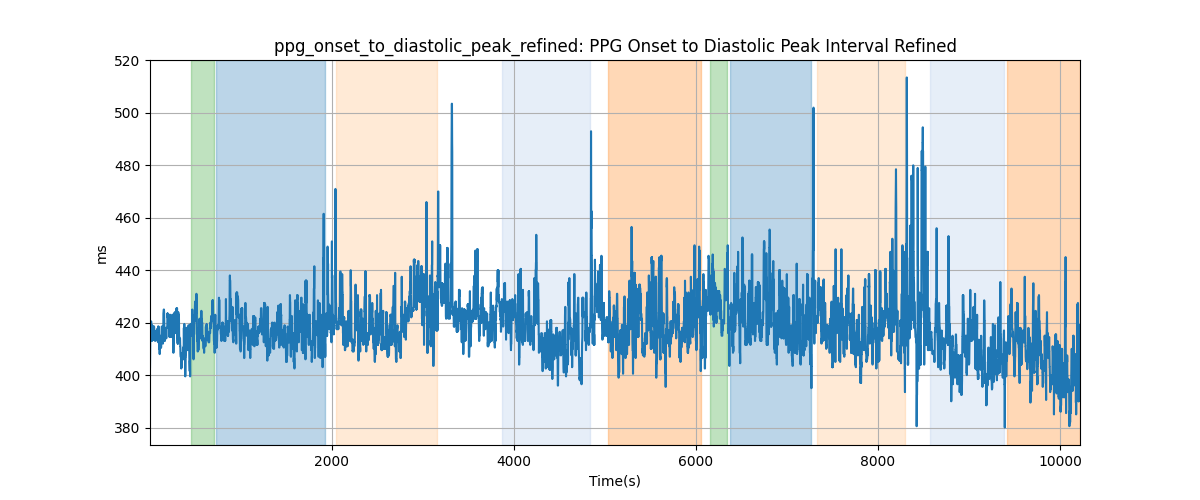 ppg_onset_to_diastolic_peak_refined: PPG Onset to Diastolic Peak Interval Refined
520
500
480
460
440
420
400
380
ms
2000 4000 6000 8000 10000
Time(s)